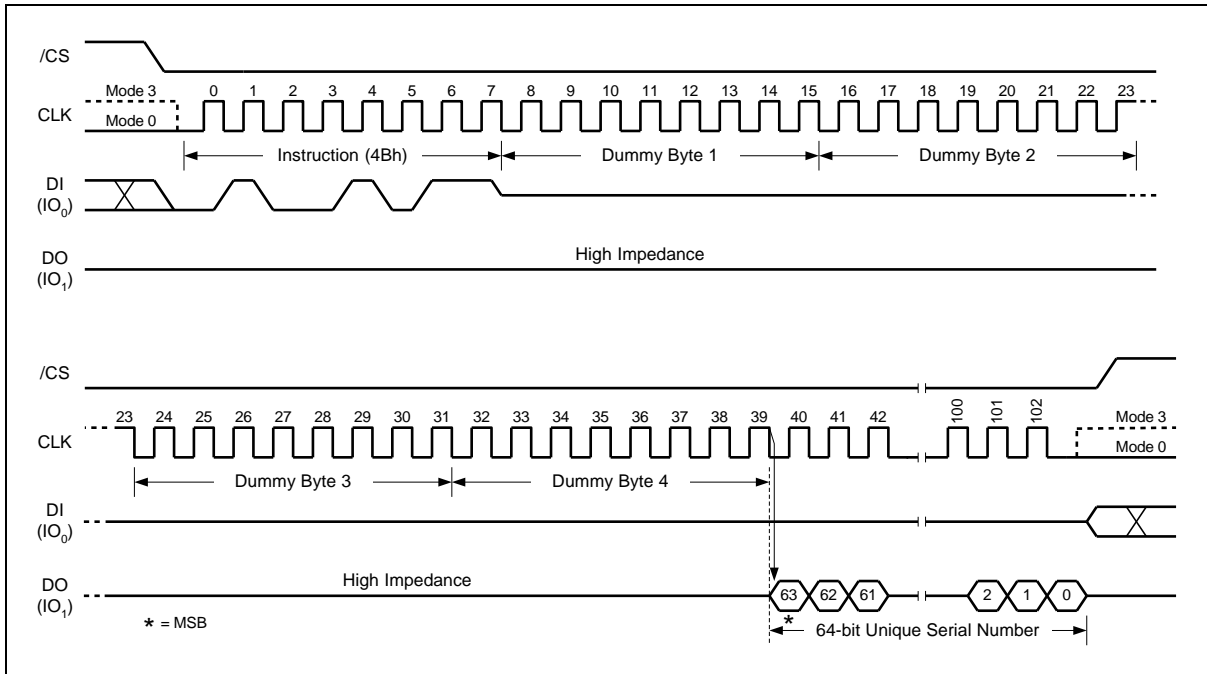 /CS
Mode 3 0 1 2 3 4 5 6 7 8 9 10 11 12 13 14 15 16 17 18 19 20 21 22 23
CLK
Mode 0
Instruction (4Bh) Dummy Byte 1 Dummy Byte 2
DI
(IO0)
DO High Impedance
(IO1)
/CS
23 24 25 26 27 28 29 30 31 32 33 34 35 36 37 38 39 40 41 42 100 101 102 Mode 3
CLK
Mode 0
Dummy Byte 3 Dummy Byte 4
DI
(IO0)
DO High Impedance
(IO1) 63 62 61 2 1 0
* = MSB * 64-bit Unique Serial Number